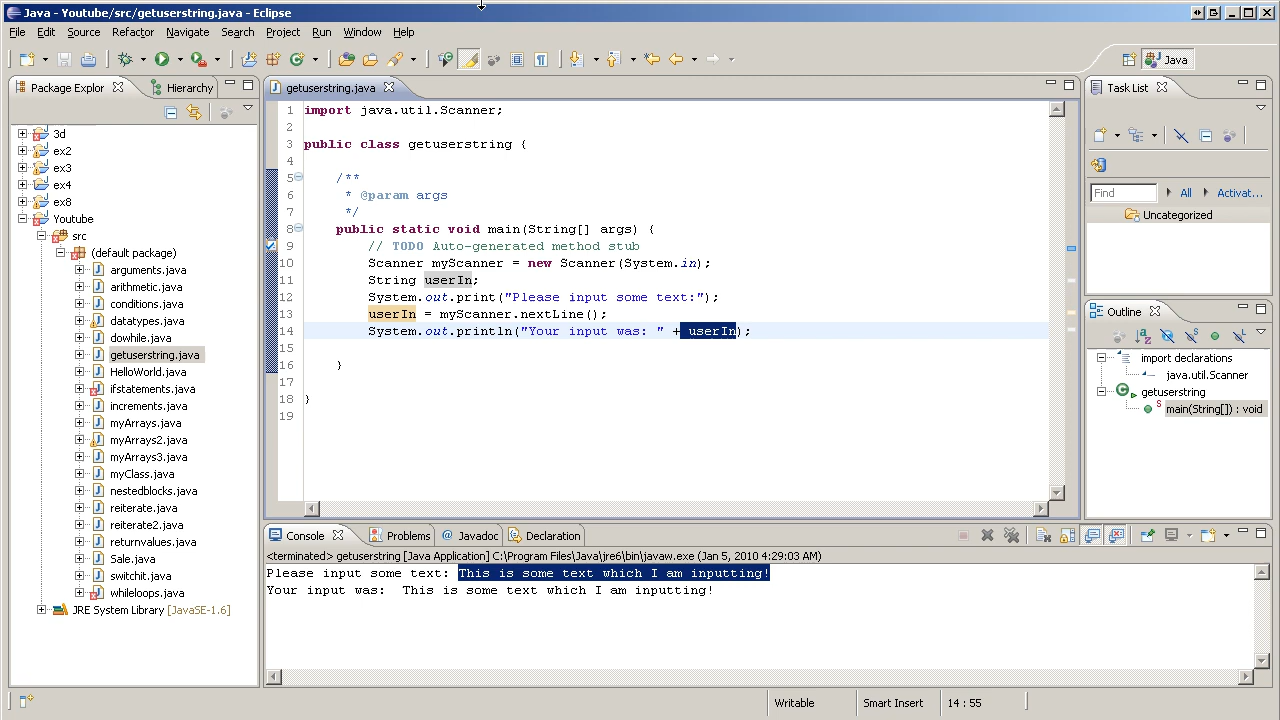 Java - Youtube/src/getuserstring.java - Eclipse
File Edit Source Refactor Navigate Search Project Run Window Help
Java
Package Explor Hierarchy
3d
ex2
ex3
ex4
ex8
Youtube
src
(default package)
arguments.java
arithmetic.java
conditions.java
datatypes.java
dowhile.java
getuserstring.java
HelloWorld.java
ifstatements.java
increments.java
myArrays.java
myArrays2.java
myArrays3.java
myClass.java
nestedblocks.java
reiterate.java
reiterate2.java
returnvalues.java
Sale.java
switchit.java
whileloops.java
JRE System Library [JavaSE-1.6]
getuserstring.java
1 import java.util.Scanner;
2
3 public class getuserstring {
4
5 /**
6 * @param args
7 */
8 public static void main(String[] args) {
9 // TODO Auto-generated method stub
10 Scanner myScanner = new Scanner(System.in);
11 String userIn;
12 System.out.print("Please input some text:");
13 userIn = myScanner.nextLine();
14 System.out.println("Your input was: " + userIn);
15
16 }
17
18 }
19
Task List
Find All Activat...
Uncategorized
Outline
import declarations
java.util.Scanner
getuserstring
main(String[]) : void
Console Problems @ Javadoc Declaration
<terminated> getuserstring [Java Application] C:\Program Files\Java\jre6\bin\javaw.exe (Jan 5, 2010 4:29:03 AM)
Please input some text: This is some text which I am inputting!
Your input was:  This is some text which I am inputting!
Writable Smart Insert 14 : 55